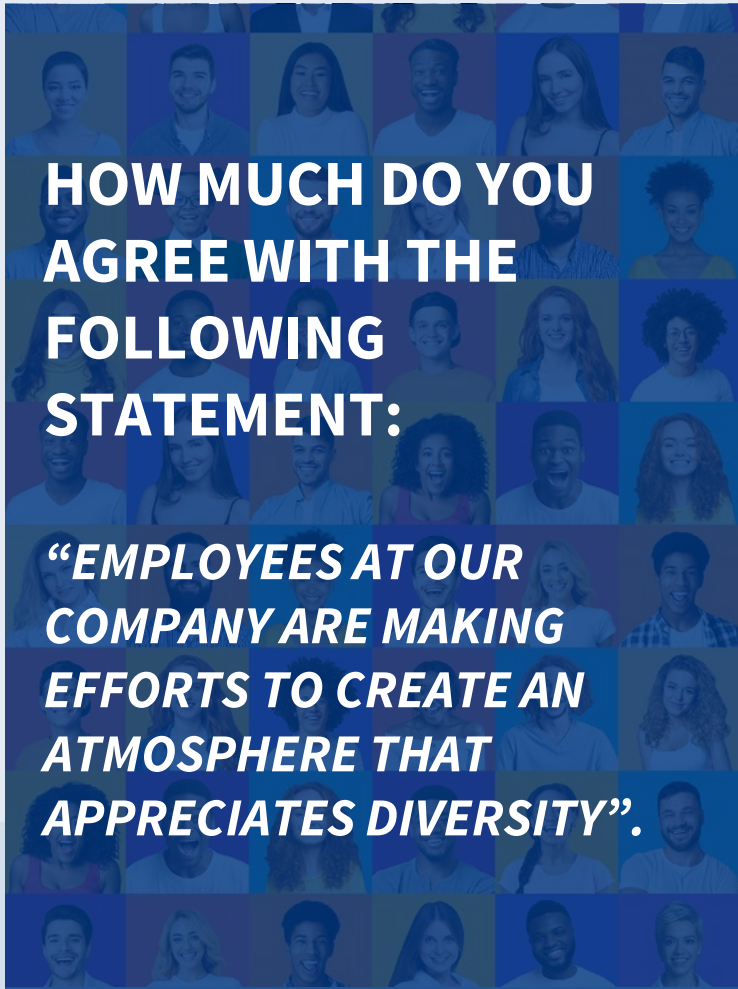 HOW MUCH DO YOU
AGREE WITH THE
FOLLOWING
STATEMENT:
“EMPLOYEES AT OUR
COMPANY ARE MAKING
EFFORTS TO CREATE AN
ATMOSPHERE THAT
APPRECIATES DIVERSITY”.